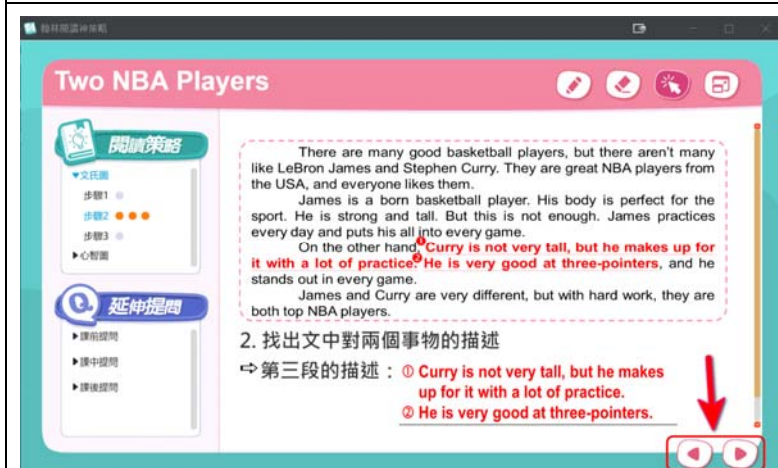 翰林閱讀神策略
Two NBA Players
閱讀策略
▾文氏圖
步驟1
步驟2
步驟3
▸心智圖
Q
延伸提問
▸課前提問
▸課中提問
▸課後提問
There are many good basketball players, but there aren't many
like LeBron James and Stephen Curry. They are great NBA players from
the USA, and everyone likes them.
James is a born basketball player. His body is perfect for the
sport. He is strong and tall. But this is not enough. James practices
every day and puts his all into every game.
On the other hand, ❶Curry is not very tall, but he makes up for
it with a lot of practice. ❷He is very good at three-pointers, and he
stands out in every game.
James and Curry are very different, but with hard work, they are
both top NBA players.
2. 找出文中對兩個事物的描述
⇨第三段的描述：① Curry is not very tall, but he makes
up for it with a lot of practice.
② He is very good at three-pointers.